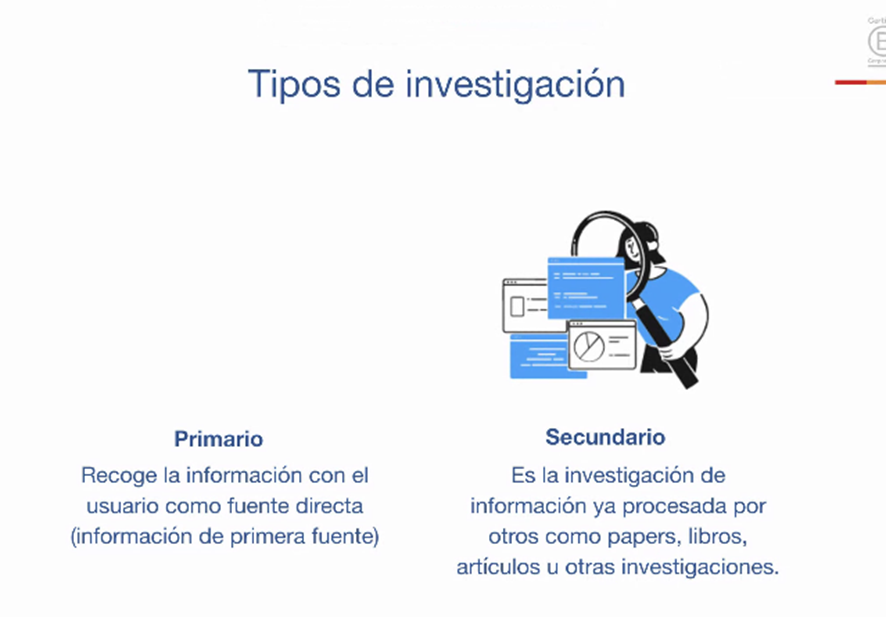 Tipos de investigación
Primario
Recoge la información con el
usuario como fuente directa
(información de primera fuente)
Secundario
Es la investigación de
información ya procesada por
otros como papers, libros,
artículos u otras investigaciones.